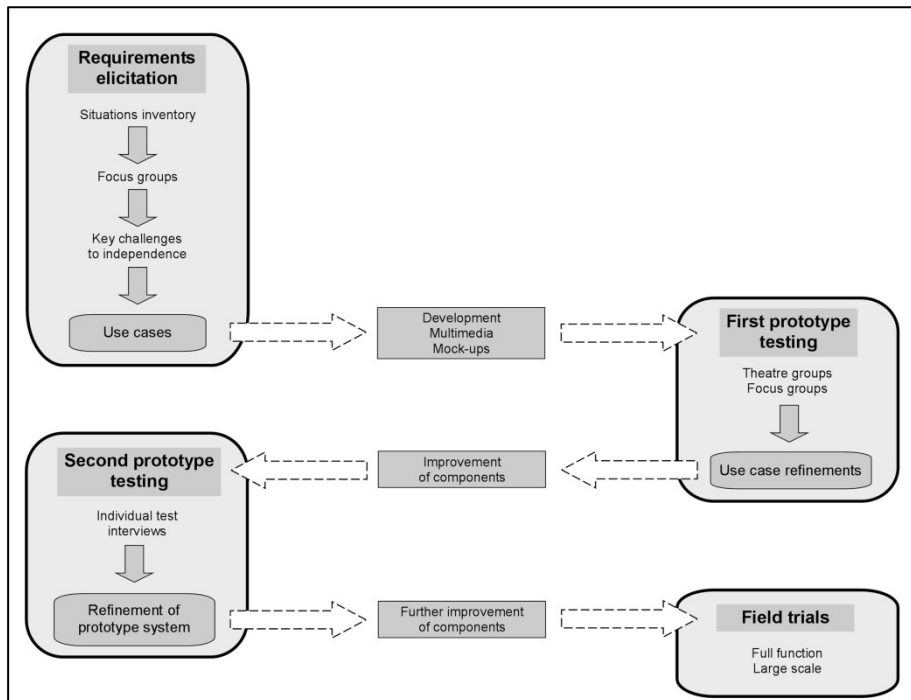 Requirements
elicitation
Situations inventory
Focus groups
Key challenges
to independence
Use cases
Development
Multimedia
Mock-ups
First prototype
testing
Theatre groups
Focus groups
Use case refinements
Improvement
of components
Second prototype
testing
Individual test
interviews
Refinement of
prototype system
Further improvement
of components
Field trials
Full function
Large scale